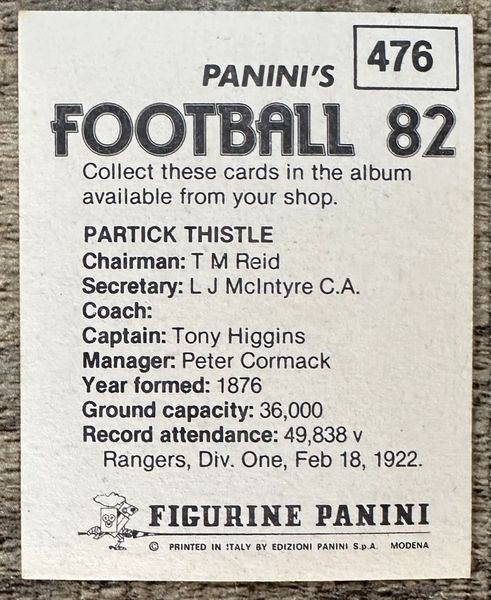 476
PANINI'S
FOOTBALL 82
Collect these cards in the album
available from your shop.
PARTICK THISTLE
Chairman: T M Reid
Secretary: L J McIntyre C.A.
Coach:
Captain: Tony Higgins
Manager: Peter Cormack
Year formed: 1876
Ground capacity: 36,000
Record attendance: 49,838 v
Rangers, Div. One, Feb 18, 1922.
FIGURINE PANINI
© PRINTED IN ITALY BY EDIZIONI PANINI S.p.A. MODENA